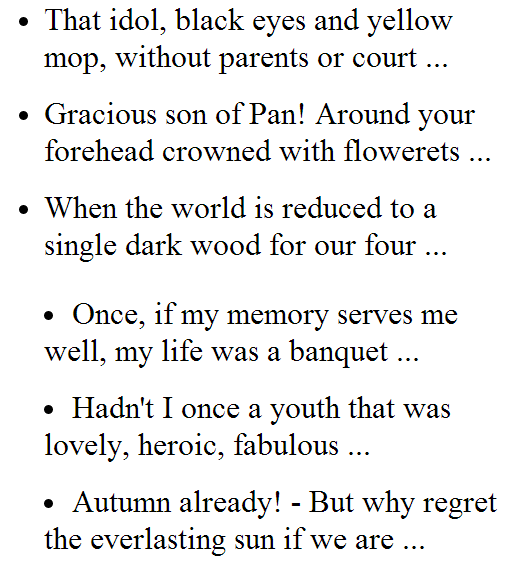 • That idol, black eyes and yellow
mop, without parents or court ...
• Gracious son of Pan! Around your
forehead crowned with flowerets ...
• When the world is reduced to a
single dark wood for our four ...
• Once, if my memory serves me
well, my life was a banquet ...
• Hadn't I once a youth that was
lovely, heroic, fabulous ...
• Autumn already! - But why regret
the everlasting sun if we are ...